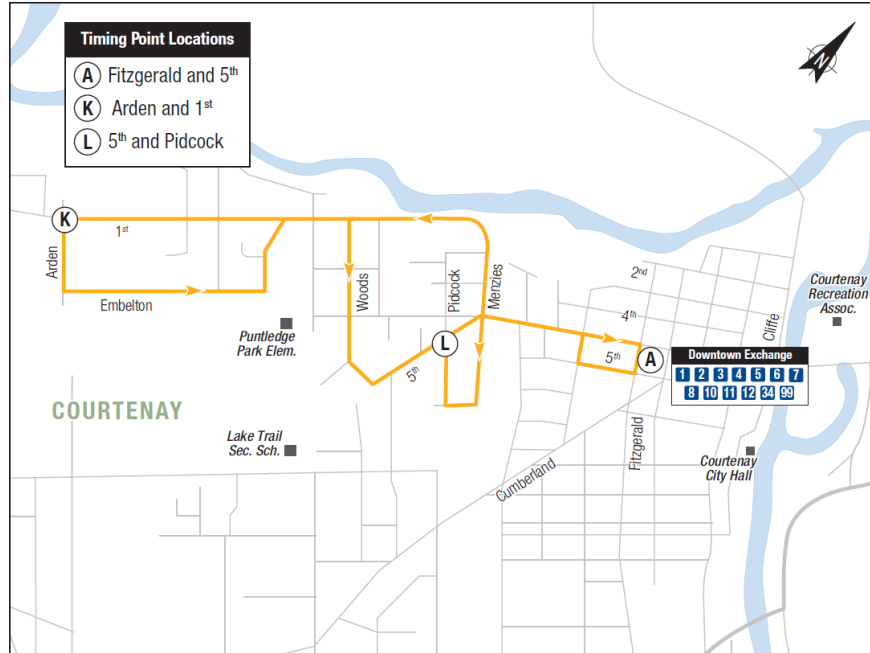 Timing Point Locations
A Fitzgerald and 5th
K Arden and 1st
L 5th and Pidcock
N
K
1st
Arden
Embelton
Woods
Pidcock
Menzies
2nd
4th
Cliffe
Courtenay
Recreation
Assoc.
Puntledge
Park Elem.
L
5th
5th
A
Downtown Exchange
1 2 3 4 5 6 7
8 10 11 12 34 99
COURTENAY
Lake Trail
Sec. Sch.
Cumberland
Fitzgerald
Courtenay
City Hall